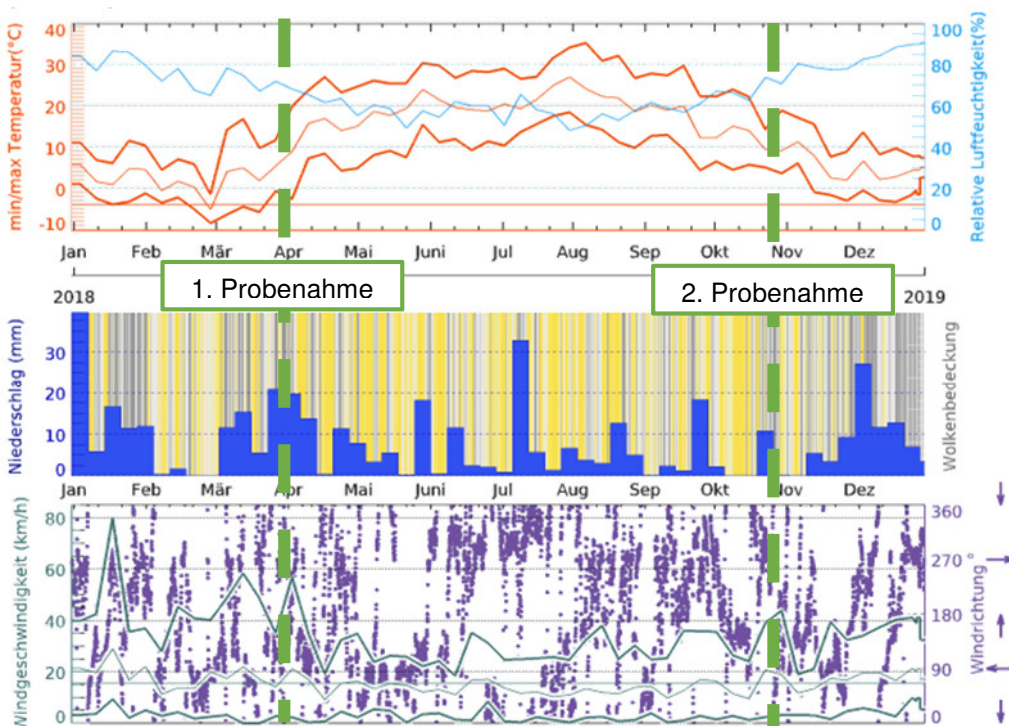 min/max Temperatur(°C)
40
30
20
10
0
-10
100
80
60
40
20
0
Relative Luftfeuchtigkeit(%)
Jan Feb Mär Apr Mai Juni Jul Aug Sep Okt Nov Dez
1. Probenahme
2. Probenahme
2018
2019
Niederschlag (mm)
30
20
10
0
Wolkenbedeckung
Jan Feb Mär Apr Mai Juni Jul Aug Sep Okt Nov Dez
Windgeschwindigkeit (km/h)
80
60
40
20
0
360
270
180
90
0
Windrichtung °